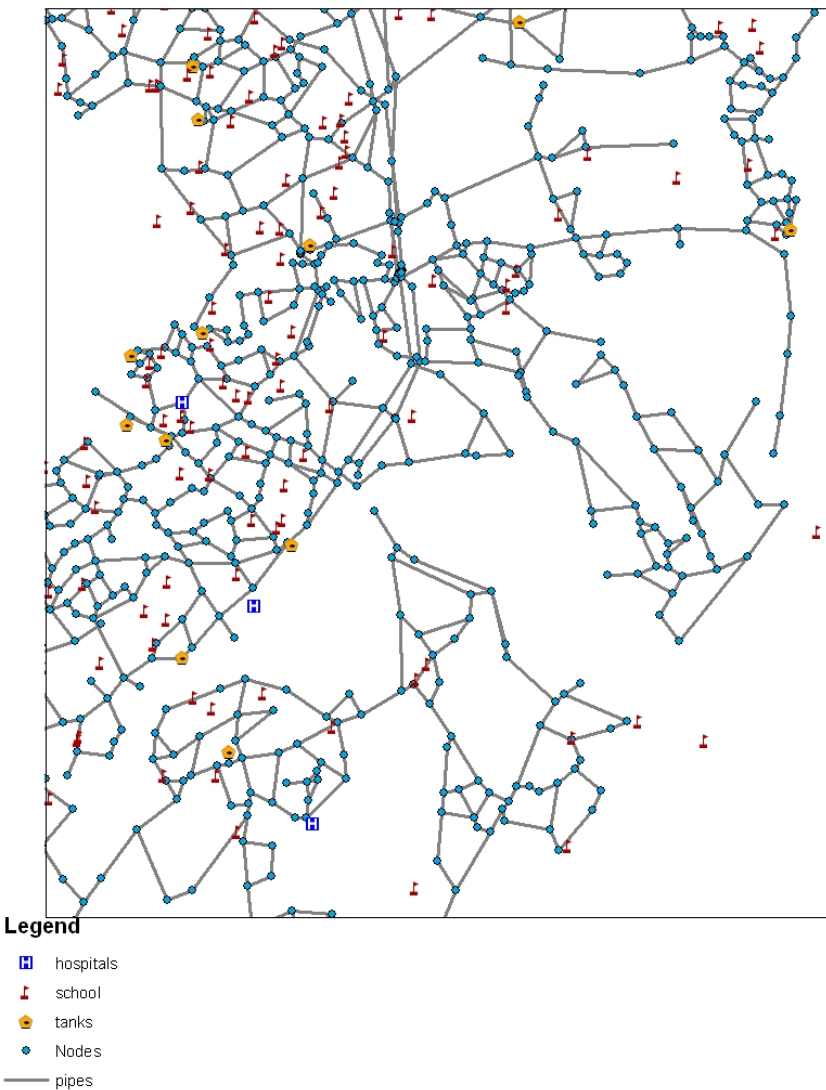 H
H
H
Legend
H hospitals
school
tanks
Nodes
pipes